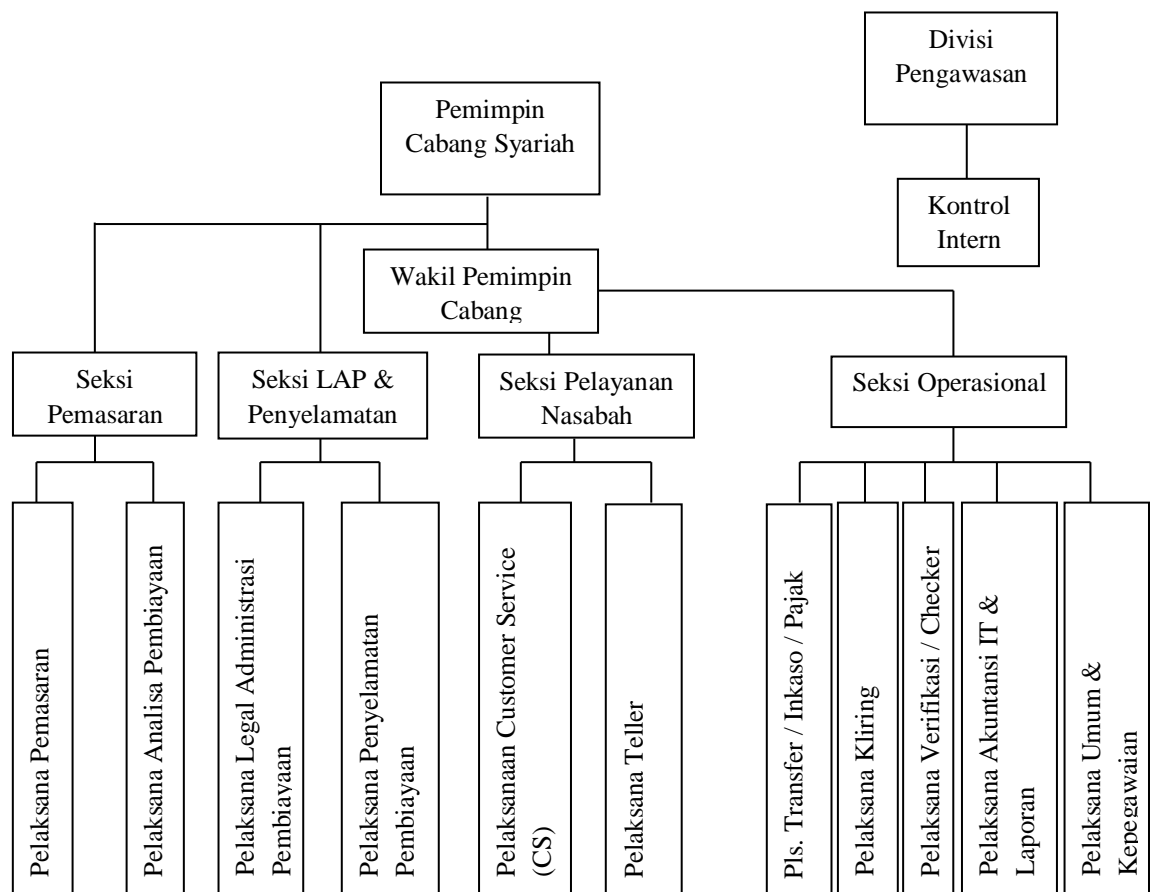 Divisi
Pengawasan
Pemimpin
Cabang Syariah
Kontrol
Intern
Wakil Pemimpin
Cabang
Seksi
Pemasaran
Seksi LAP &
Penyelamatan
Seksi Pelayanan
Nasabah
Seksi Operasional
Pelaksana Pemasaran
Pelaksana Analisa Pembiayaan
Pelaksana Legal Administrasi
Pembiayaan
Pelaksana Penyelamatan
Pembiayaan
Pelaksanaan Customer Service
(CS)
Pelaksana Teller
Pls. Transfer / Inkaso / Pajak
Pelaksana Kliring
Pelaksana Verifikasi / Checker
Pelaksana Akuntansi IT &
Laporan
Pelaksana Umum &
Kepegawaian